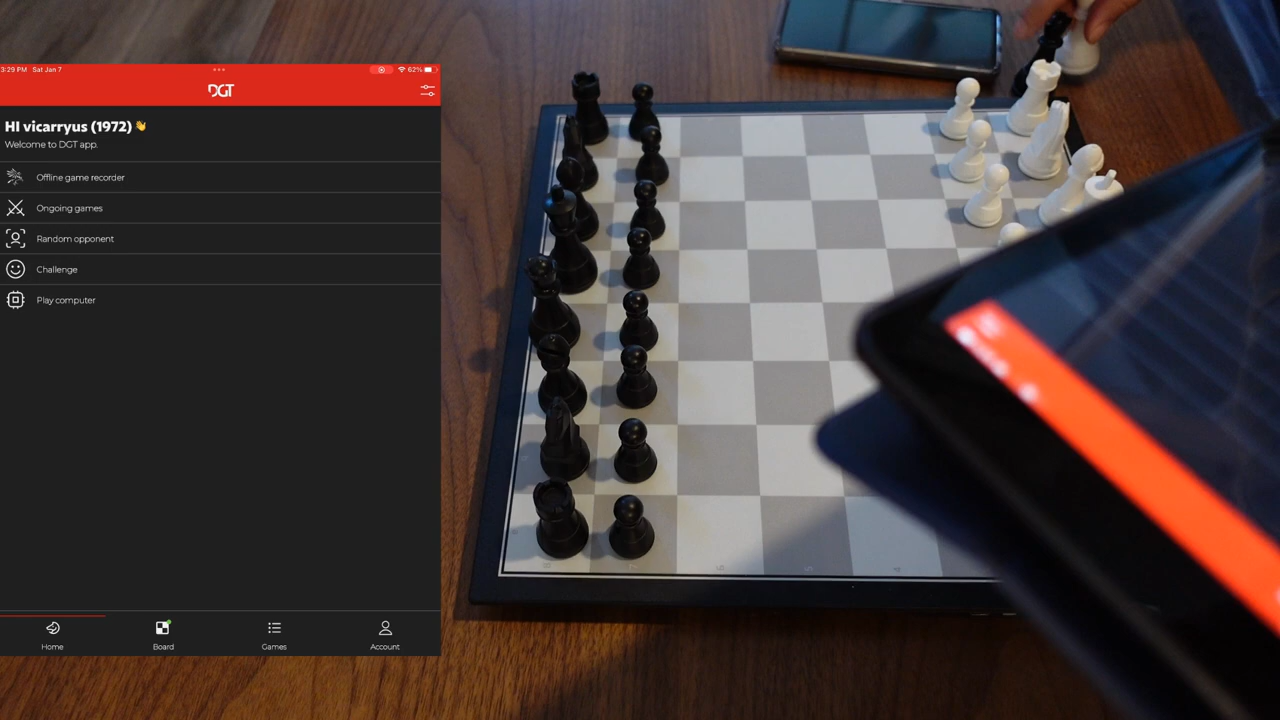 3:29 PM Sat Jan 7
62%
DGT
HI vicarryus (1972) 👋
Welcome to DGT app.
Offline game recorder
Ongoing games
Random opponent
Challenge
Play computer
Home
Board
Games
Account